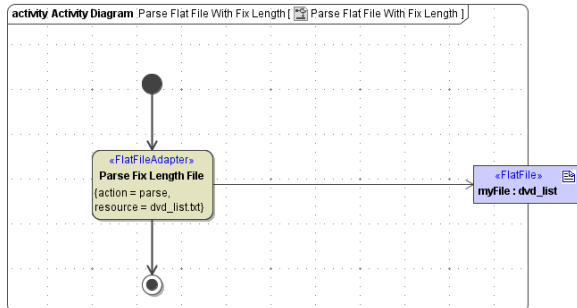 activity Activity Diagram Parse Flat File With Fix Length [ Parse Flat File With Fix Length ]
«FlatFileAdapter»
Parse Fix Length File
{action = parse,
resource = dvd_list.txt}
«FlatFile»
myFile : dvd_list